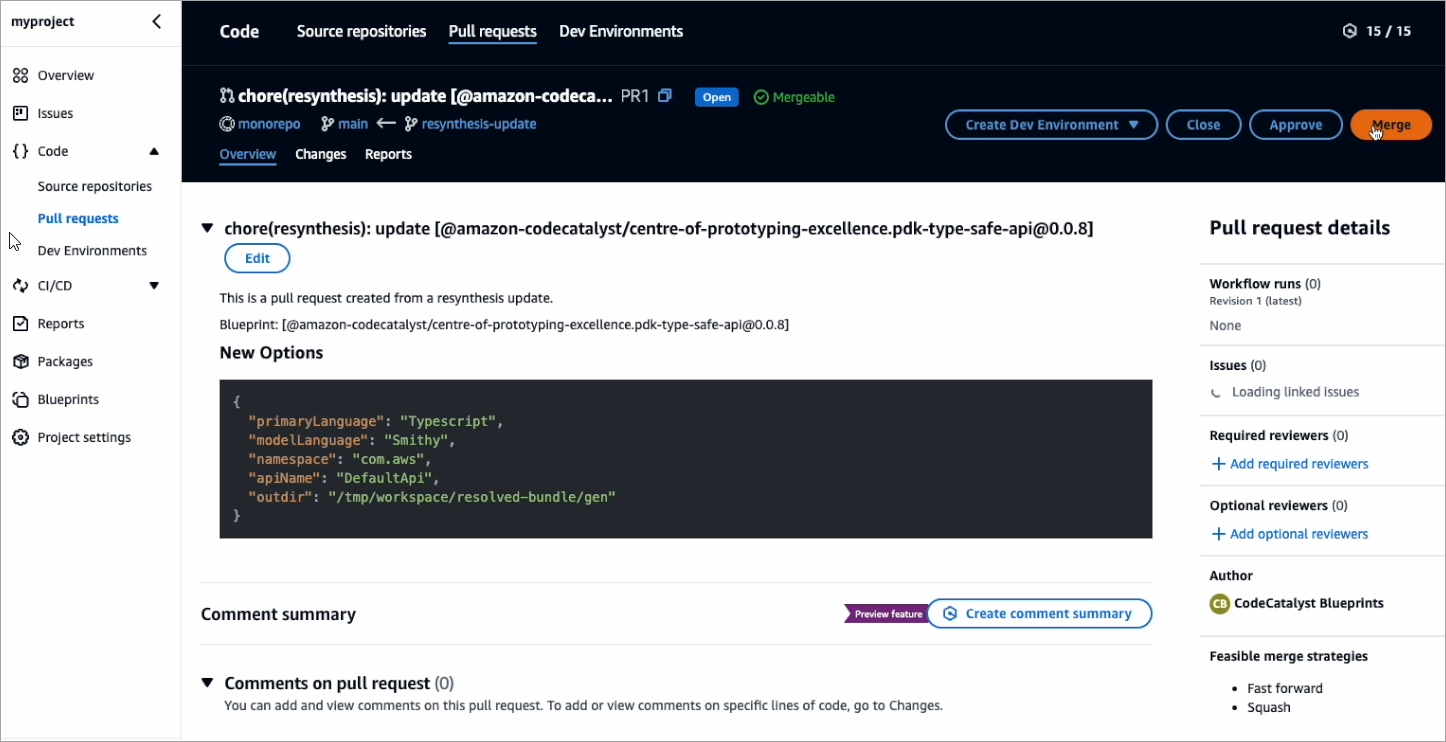 myproject
Overview
Issues
Code
Source repositories
Pull requests
Dev Environments
CI/CD
Reports
Packages
Blueprints
Project settings
Code Source repositories Pull requests Dev Environments 15 / 15
chore(resynthesis): update [@amazon-codeca... PR1 Open Mergeable
monorepo main resynthesis-update
Create Dev Environment Close Approve Merge
Overview Changes Reports
chore(resynthesis): update [@amazon-codecatalyst/centre-of-prototyping-excellence.pdk-type-safe-api@0.0.8]
Edit
This is a pull request created from a resynthesis update.
Blueprint: [@amazon-codecatalyst/centre-of-prototyping-excellence.pdk-type-safe-api@0.0.8]
New Options
{
"primaryLanguage": "Typescript",
"modelLanguage": "Smithy",
"namespace": "com.aws",
"apiName": "DefaultApi",
"outdir": "/tmp/workspace/resolved-bundle/gen"
}
Comment summary
Preview feature
Create comment summary
Comments on pull request (0)
You can add and view comments on this pull request. To add or view comments on specific lines of code, go to Changes.
Pull request details
Workflow runs (0)
Revision 1 (latest)
None
Issues (0)
Loading linked issues
Required reviewers (0)
Add required reviewers
Optional reviewers (0)
Add optional reviewers
Author
CB CodeCatalyst Blueprints
Feasible merge strategies
• Fast forward
• Squash